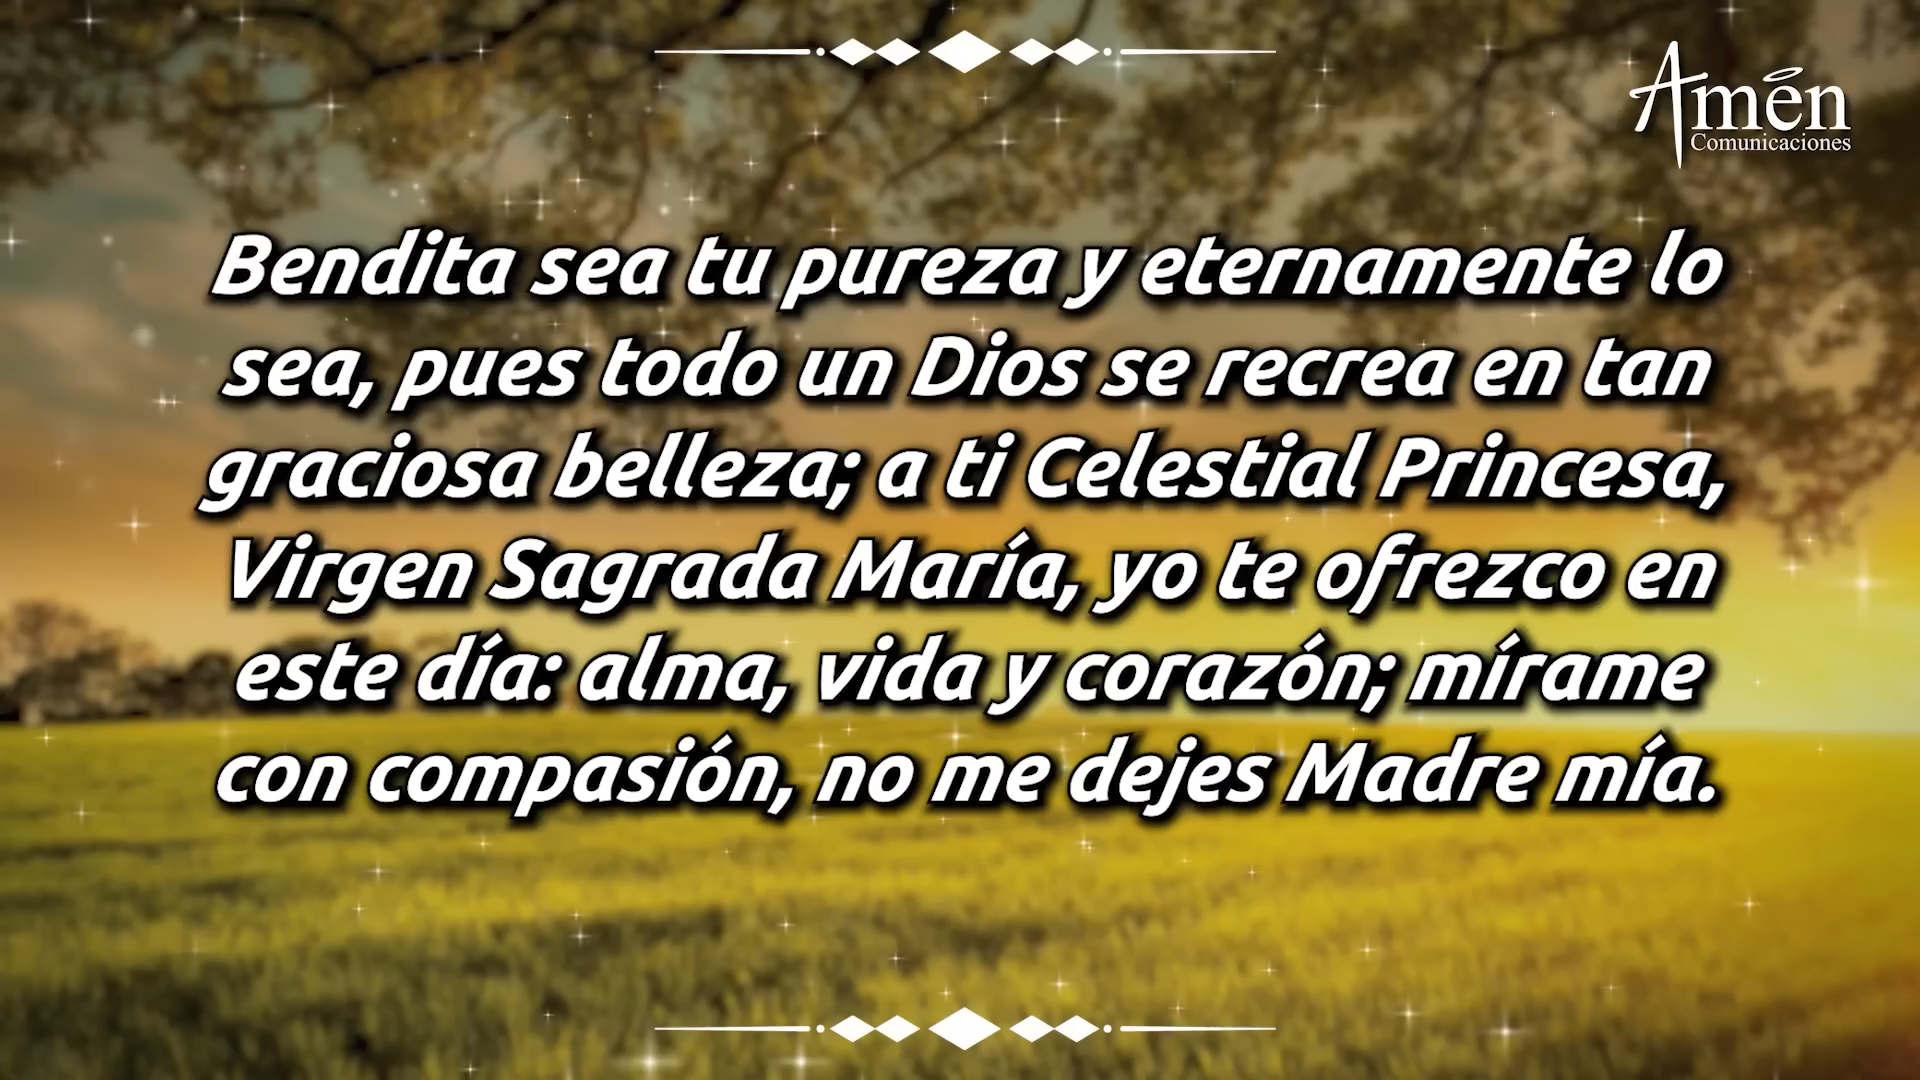 Amén
Comunicaciones
Bendita sea tu pureza y eternamente lo
sea, pues todo un Dios se recrea en tan
graciosa belleza; a ti Celestial Princesa,
Virgen Sagrada María, yo te ofrezco en
este día: alma, vida y corazón; mírame
con compasión, no me dejes Madre mía.